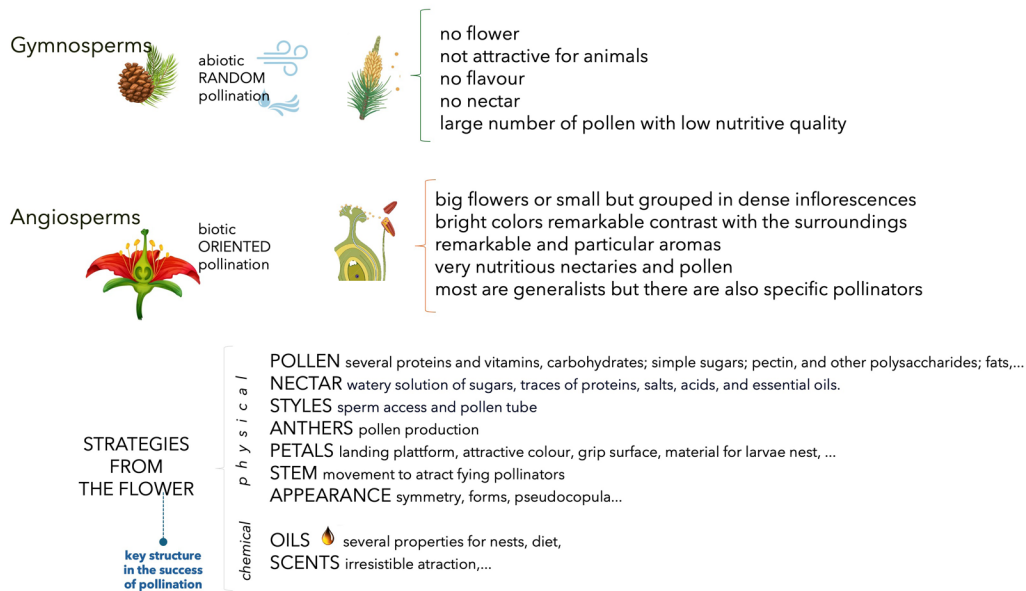 Gymnosperms
abiotic
RANDOM
pollination
no flower
not attractive for animals
no flavour
no nectar
large number of pollen with low nutritive quality
Angiosperms
biotic
ORIENTED
pollination
big flowers or small but grouped in dense inflorescences
bright colors remarkable contrast with the surroundings
remarkable and particular aromas
very nutritious nectaries and pollen
most are generalists but there are also specific pollinators
STRATEGIES
FROM
THE FLOWER
key structure
in the success
of pollination
physical
POLLEN several proteins and vitamins, carbohydrates; simple sugars; pectin, and other polysaccharides; fats,...
NECTAR watery solution of sugars, traces of proteins, salts, acids, and essential oils.
STYLES sperm access and pollen tube
ANTHERS pollen production
PETALS landing plattform, attractive colour, grip surface, material for larvae nest, ...
STEM movement to atract fying pollinators
APPEARANCE symmetry, forms, pseudocopula...
chemical
OILS several properties for nests, diet,
SCENTS irresistible atraction,...